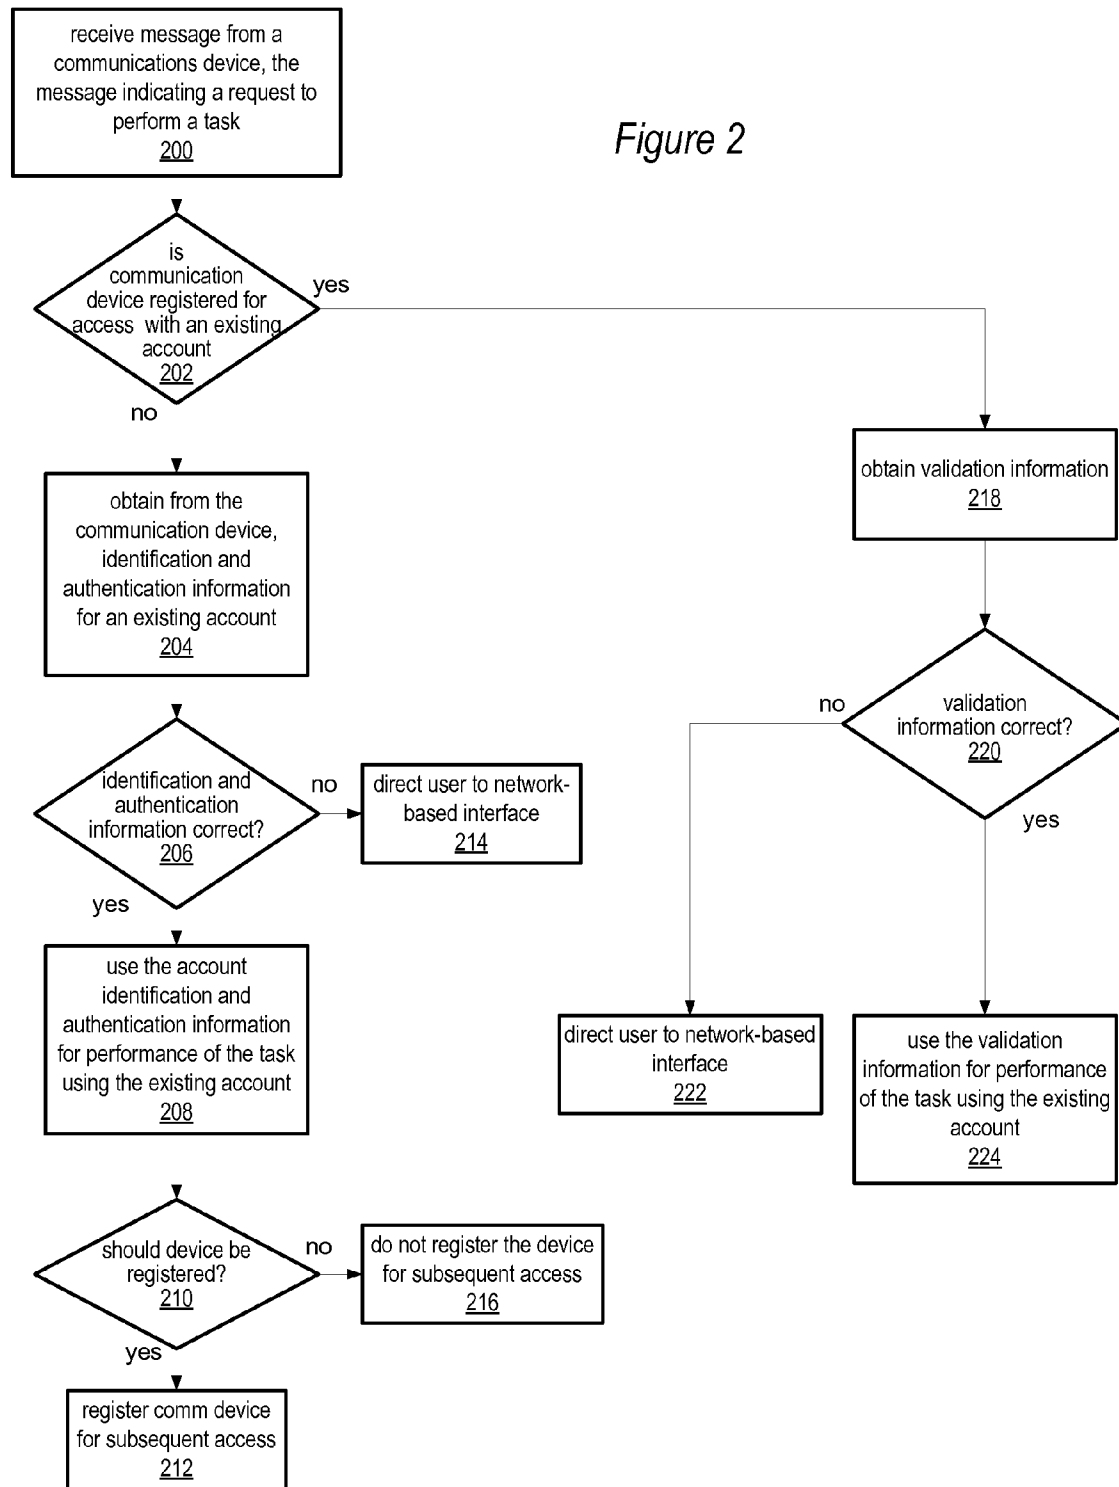 receive message from a
communications device, the
message indicating a request to
perform a task
200
Figure 2
is
communication
device registered for
access with an existing
account
202
yes
no
obtain from the
communication device,
identification and
authentication information
for an existing account
204
obtain validation information
218
identification and
authentication
information correct?
206
no
direct user to network-
based interface
214
yes
no
validation
information correct?
220
yes
use the account
identification and
authentication information
for performance of the task
using the existing account
208
direct user to network-based
interface
222
use the validation
information for performance
of the task using the existing
account
224
should device be
registered?
210
no
do not register the device
for subsequent access
216
yes
register comm device
for subsequent access
212